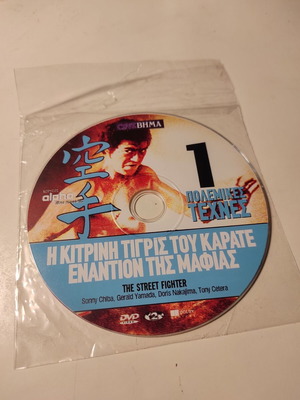 CINEΒΗΜΑ
空手
alpha
1
ΠΟΛΕΜΙΚΕΣ
ΤΕΧΝΕΣ
Η ΚΙΤΡΙΝΗ ΤΙΓΡΙΣ ΤΟΥ ΚΑΡΑΤΕ
ΕΝΑΝΤΙΟΝ ΤΗΣ ΜΑΦΙΑΣ
THE STREET FIGHTER
Sonny Chiba, Gerald Yamada, Doris Nakajima, Tony Cetera
DVD